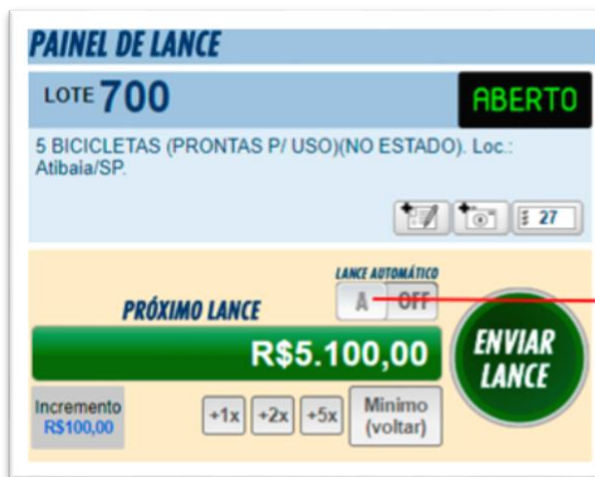 PAINEL DE LANCE
LOTE 700
ABERTO
5 BICICLETAS (PRONTAS P/ USO)(NO ESTADO). Loc.:
Atibaia/SP.
27
LANCE AUTOMÁTICO
A OFF
PRÓXIMO LANCE
R$5.100,00
ENVIAR
LANCE
Incremento
R$100,00
+1x +2x +5x
Minimo
(voltar)